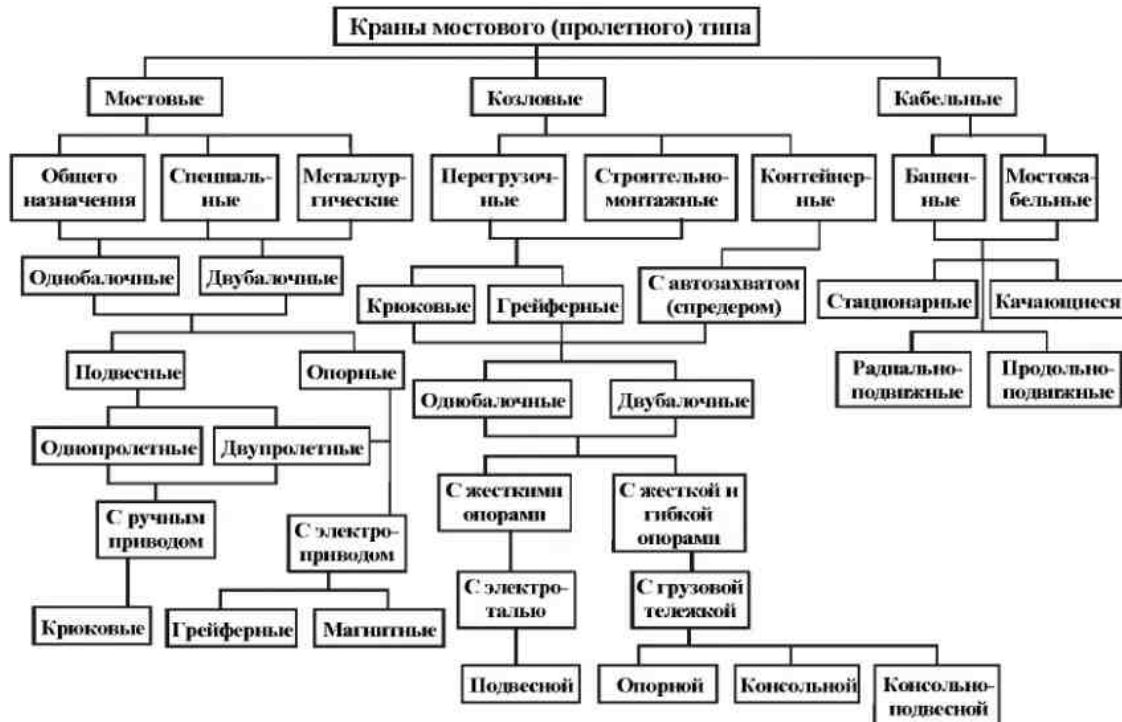 Краны мостового (пролетного) типа
Мостовые
Козловые
Кабельные
Общего
назначения
Специаль-
ные
Металлур-
гические
Перегрузоч-
ные
Строительно-
монтажные
Контейнер-
ные
Башен-
ные
Мостока-
бельные
Однобалочные
Двубалочные
Крюковые
Грейферные
С автозахватом
(спредером)
Стационарные
Качающиеся
Подвесные
Опорные
Радиально-
подвижные
Продольно-
подвижные
Однобалочные
Двубалочные
Однопролетные
Двупролетные
С жесткими
опорами
С жесткой и
гибкой
опорами
С ручным
приводом
С электро-
приводом
С электро-
талью
С грузовой
тележкой
Крюковые
Грейферные
Магнитные
Подвесной
Опорной
Консольной
Консольно-
подвесной